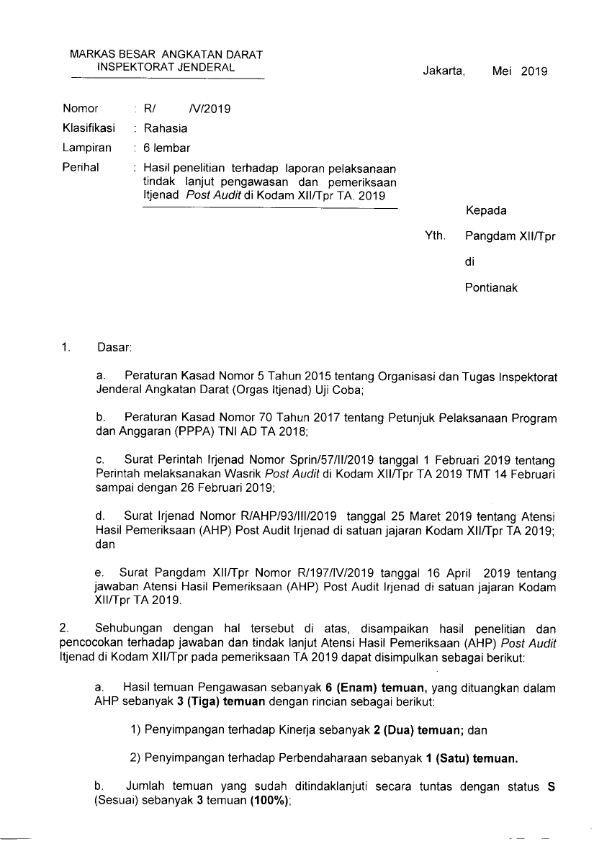 MARKAS BESAR ANGKATAN DARAT
INSPEKTORAT JENDERAL
Jakarta, Mei 2019
Nomor : R/ /V/2019
Klasifikasi : Rahasia
Lampiran : 6 lembar
Perihal : Hasil penelitian terhadap laporan pelaksanaan
tindak lanjut pengawasan dan pemeriksaan
Itjenad Post Audit di Kodam XII/Tpr TA. 2019
Kepada
Yth. Pangdam XII/Tpr
di
Pontianak
1. Dasar:
a. Peraturan Kasad Nomor 5 Tahun 2015 tentang Organisasi dan Tugas Inspektorat
Jenderal Angkatan Darat (Orgas Itjenad) Uji Coba;
b. Peraturan Kasad Nomor 70 Tahun 2017 tentang Petunjuk Pelaksanaan Program
dan Anggaran (PPPA) TNI AD TA 2018;
c. Surat Perintah Irjenad Nomor Sprin/57/II/2019 tanggal 1 Februari 2019 tentang
Perintah melaksanakan Wasrik Post Audit di Kodam XII/Tpr TA 2019 TMT 14 Februari
sampai dengan 26 Februari 2019;
d. Surat Irjenad Nomor R/AHP/93/III/2019 tanggal 25 Maret 2019 tentang Atensi
Hasil Pemeriksaan (AHP) Post Audit Irjenad di satuan jajaran Kodam XII/Tpr TA 2019;
dan
e. Surat Pangdam XII/Tpr Nomor R/197/IV/2019 tanggal 16 April 2019 tentang
jawaban Atensi Hasil Pemeriksaan (AHP) Post Audit Irjenad di satuan jajaran Kodam
XII/Tpr TA 2019.
2. Sehubungan dengan hal tersebut di atas, disampaikan hasil penelitian dan
pencocokan terhadap jawaban dan tindak lanjut Atensi Hasil Pemeriksaan (AHP) Post Audit
Itjenad di Kodam XII/Tpr pada pemeriksaan TA 2019 dapat disimpulkan sebagai berikut:
a. Hasil temuan Pengawasan sebanyak 6 (Enam) temuan, yang dituangkan dalam
AHP sebanyak 3 (Tiga) temuan dengan rincian sebagai berikut:
1) Penyimpangan terhadap Kinerja sebanyak 2 (Dua) temuan; dan
2) Penyimpangan terhadap Perbendaharaan sebanyak 1 (Satu) temuan.
b. Jumlah temuan yang sudah ditindaklanjuti secara tuntas dengan status S
(Sesuai) sebanyak 3 temuan (100%);